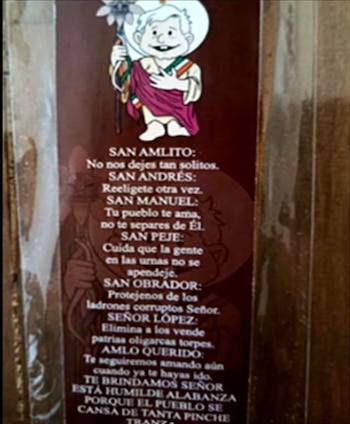 SAN AMLITO:
No nos dejes tan solitos.
SAN ANDRÉS:
Reeligete otra vez.
SAN MANUEL:
Tu pueblo te ama,
no te separes de Él.
SAN PEJE:
Cuida que la gente
en las urnas no se
apendeje.
SAN OBRADOR:
Protejenos de los
ladrones corruptos Señor.
SEÑOR LÓPEZ:
Elimina a los vende
patrias oligarcas torpes.
AMLO QUERIDO:
Te seguiremos amando aún
cuando ya te hayas ido.
TE BRINDAMOS SEÑOR
ESTÁ HUMILDE ALABANZA
PORQUE EL PUEBLO SE
CANSA DE TANTA PINCHE
TRANZA